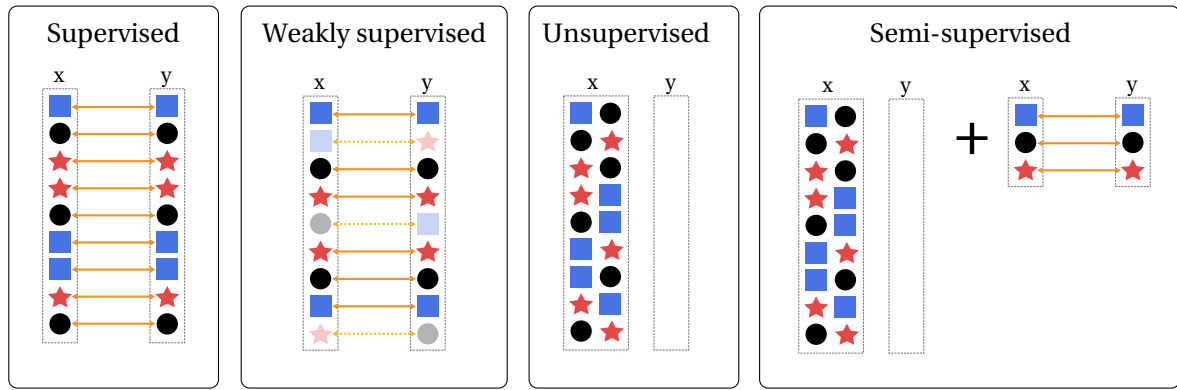 Supervised
x y
Weakly supervised
x y
Unsupervised
x y
Semi-supervised
x y
+
x y